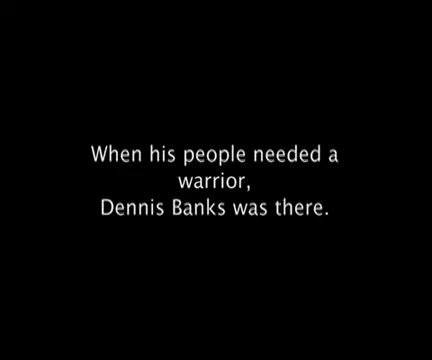 When his people needed a
warrior,
Dennis Banks was there.